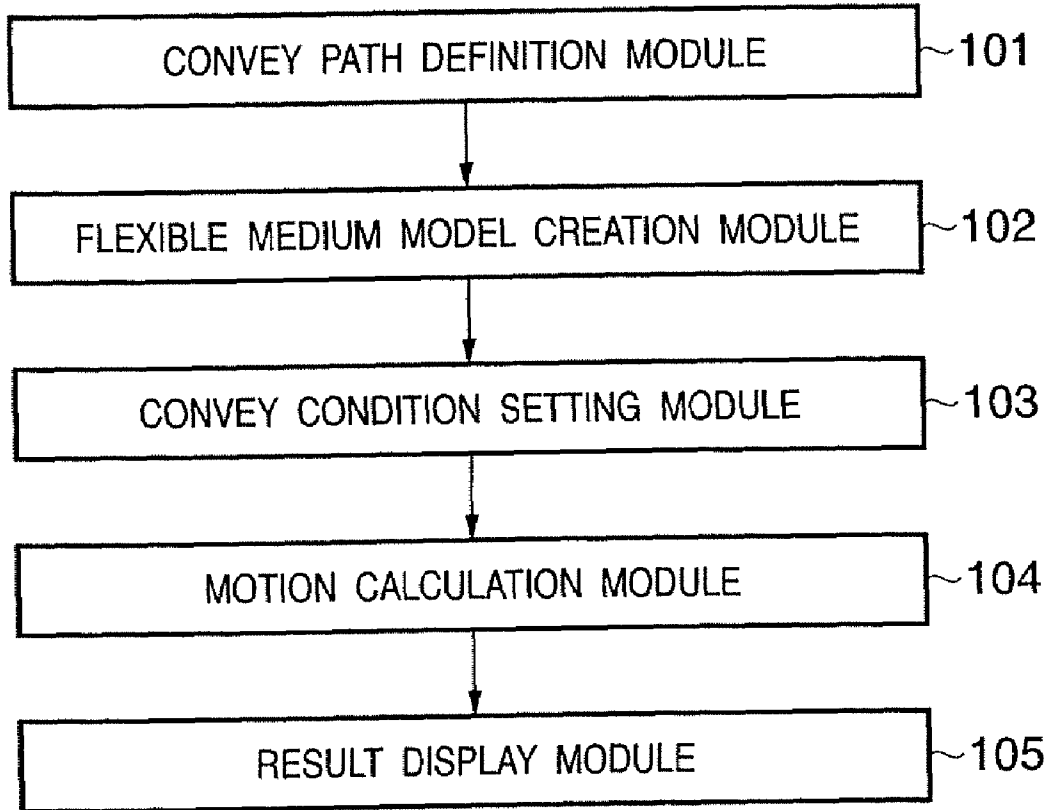 CONVEY PATH DEFINITION MODULE ~101
FLEXIBLE MEDIUM MODEL CREATION MODULE ~102
CONVEY CONDITION SETTING MODULE ~103
MOTION CALCULATION MODULE ~104
RESULT DISPLAY MODULE ~105